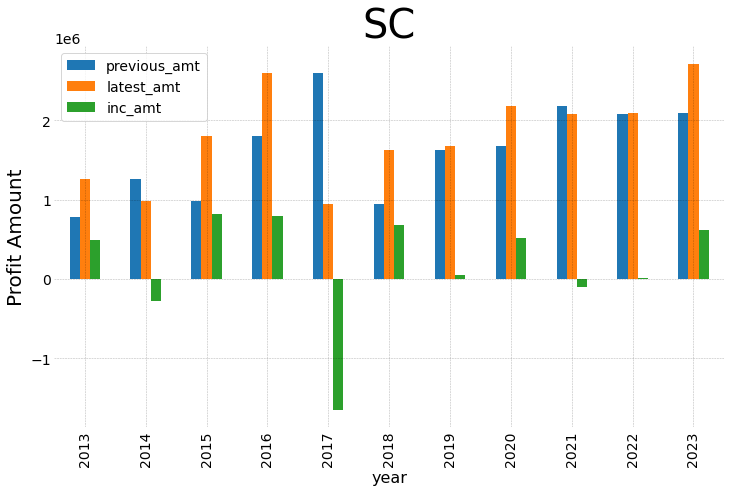 SC
1e6
previous_amt
latest_amt
inc_amt
Profit Amount
2
1
0
−1
2013
2014
2015
2016
2017
2018
2019
2020
2021
2022
2023
year